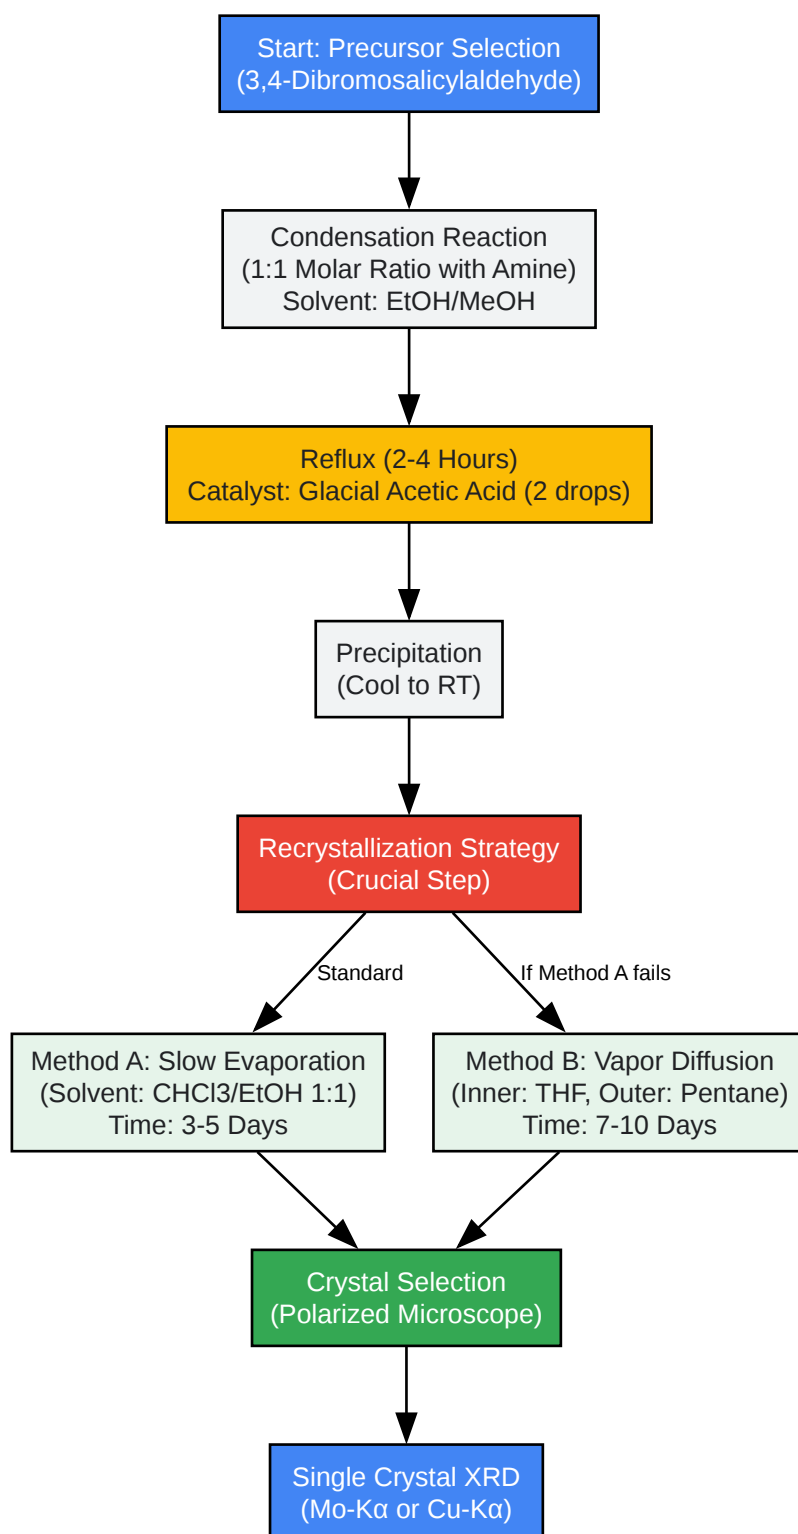 Start: Precursor Selection
(3,4-Dibromosalicylaldehyde)
Condensation Reaction
(1:1 Molar Ratio with Amine)
Solvent: EtOH/MeOH
Reflux (2-4 Hours)
Catalyst: Glacial Acetic Acid (2 drops)
Precipitation
(Cool to RT)
Recrystallization Strategy
(Crucial Step)
Standard
If Method A fails
Method A: Slow Evaporation
(Solvent: CHCl3/EtOH 1:1)
Time: 3-5 Days
Method B: Vapor Diffusion
(Inner: THF, Outer: Pentane)
Time: 7-10 Days
Crystal Selection
(Polarized Microscope)
Single Crystal XRD
(Mo-Kα or Cu-Kα)